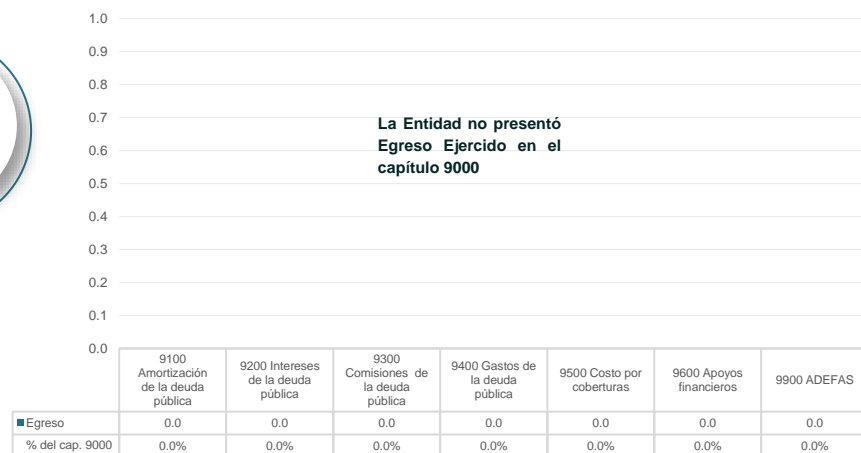 1.0
0.9
0.8
0.7
0.6
0.5
0.4
0.3
0.2
0.1
0.0
La Entidad no presentó
Egreso Ejercido en el
capítulo 9000
9100
Amortización
de la deuda
pública
9200 Intereses
de la deuda
pública
9300
Comisiones de
la deuda
pública
9400 Gastos de
la deuda
pública
9500 Costo por
coberturas
9600 Apoyos
financieros
9900 ADEFAS
Egreso 0.0 0.0 0.0 0.0 0.0 0.0 0.0
% del cap. 9000 0.0% 0.0% 0.0% 0.0% 0.0% 0.0% 0.0%